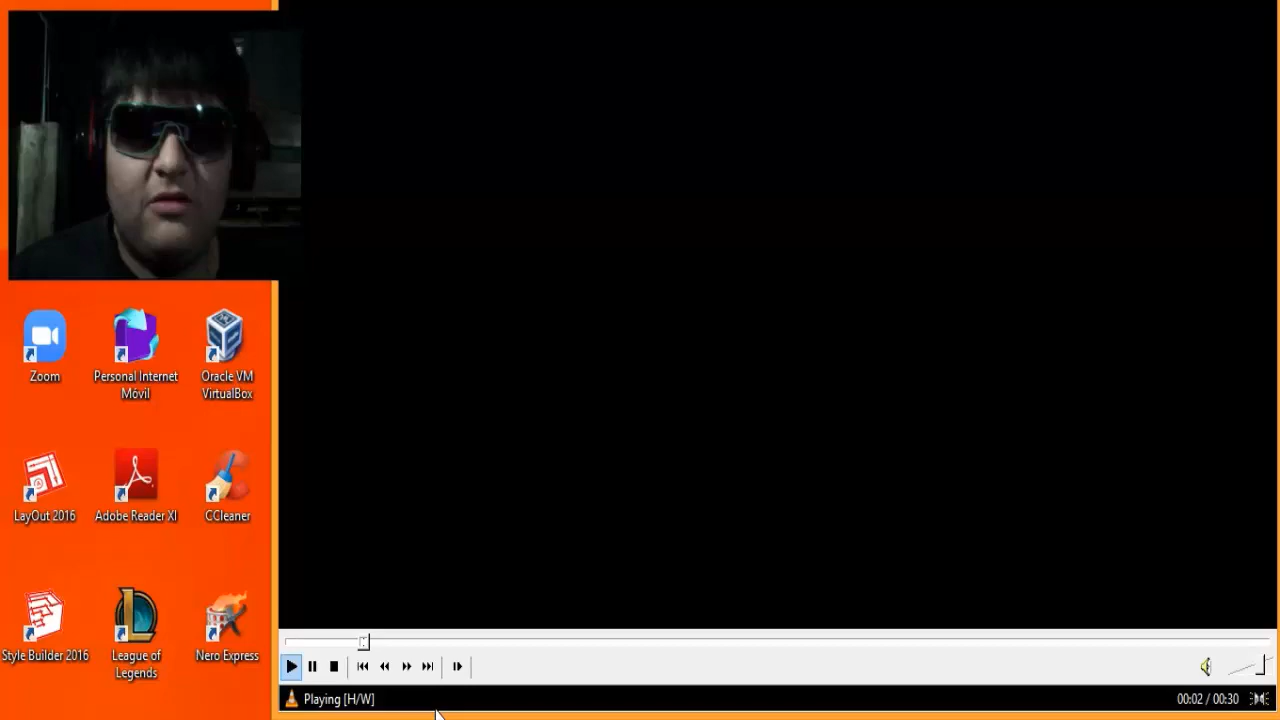 Zoom
Personal Internet
Móvil
Oracle VM
VirtualBox
LayOut 2016
Adobe Reader XI
CCleaner
Style Builder 2016
League of
Legends
Nero Express
Playing [H/W]
00:02 / 00:30